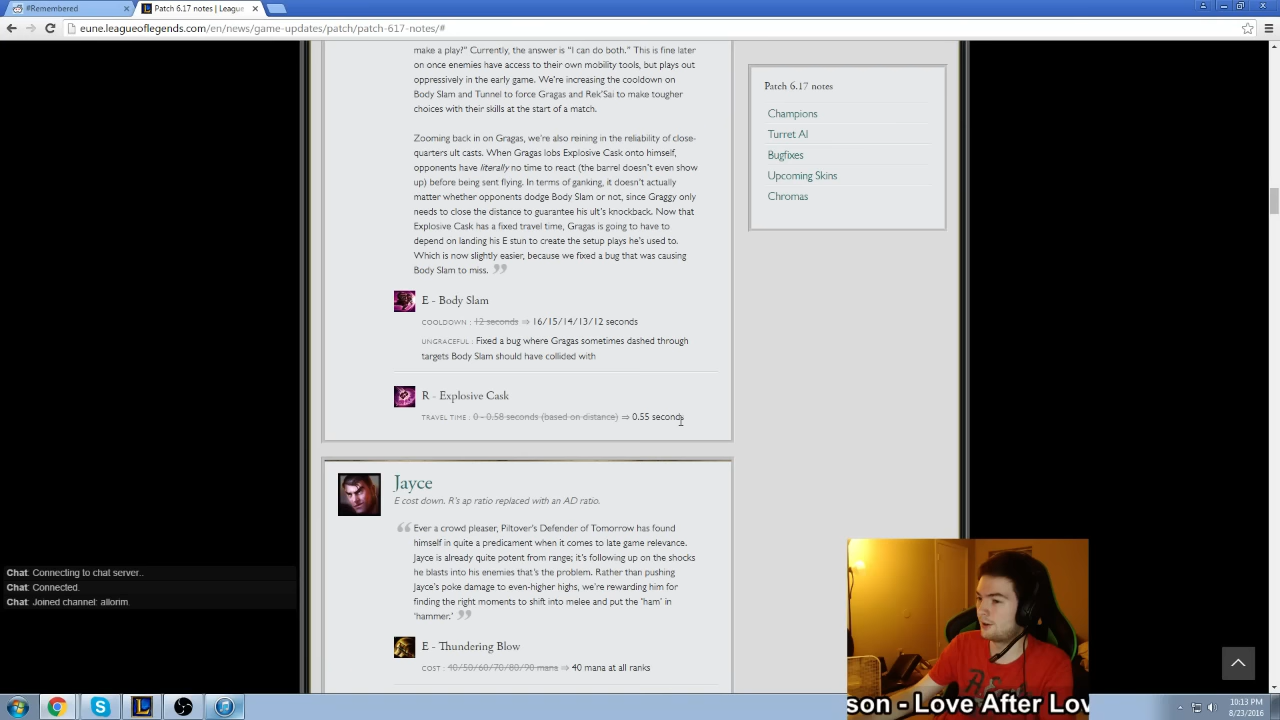 #Remembered
Patch 6.17 notes | League
eune.leagueoflegends.com/en/news/game-updates/patch/patch-617-notes/#
make a play?" Currently, the answer is "I can do both." This is fine later
on once enemies have access to their own mobility tools, but plays out
oppressively in the early game. We're increasing the cooldown on
Body Slam and Tunnel to force Gragas and Rek'Sai to make tougher
choices with their skills at the start of a match.
Zooming back in on Gragas, we're also reining in the reliability of close-
quarters ult casts. When Gragas lobs Explosive Cask onto himself,
opponents have literally no time to react (the barrel doesn't even show
up) before being sent flying. In terms of ganking, it doesn't actually
matter whether opponents dodge Body Slam or not, since Graggy only
needs to close the distance to guarantee his ult's knockback. Now that
Explosive Cask has a fixed travel time, Gragas is going to have to
depend on landing his E stun to create the setup plays he's used to.
Which is now slightly easier, because we fixed a bug that was causing
Body Slam to miss. ”
E - Body Slam
COOLDOWN : 12 seconds ⇒ 16/15/14/13/12 seconds
UNGRACEFUL : Fixed a bug where Gragas sometimes dashed through
targets Body Slam should have collided with
R - Explosive Cask
TRAVEL TIME : 0 - 0.58 seconds (based on distance) ⇒ 0.55 seconds
Jayce
E cost down. R's ap ratio replaced with an AD ratio.
“ Ever a crowd pleaser, Piltover's Defender of Tomorrow has found
himself in quite a predicament when it comes to late game relevance.
Jayce is already quite potent from range; it's following up on the shocks
he blasts into his enemies that's the problem. Rather than pushing
Jayce's poke damage to even-higher highs, we're rewarding him for
finding the right moments to shift into melee and put the 'ham' in
'hammer.' ”
E - Thundering Blow
COST : 40/50/60/70/80/90 mana ⇒ 40 mana at all ranks
Patch 6.17 notes
Champions
Turret AI
Bugfixes
Upcoming Skins
Chromas
Chat: Connecting to chat server..
Chat: Connected.
Chat: Joined channel: allorim.
son - Love After Lov
10:13 PM
8/23/2016